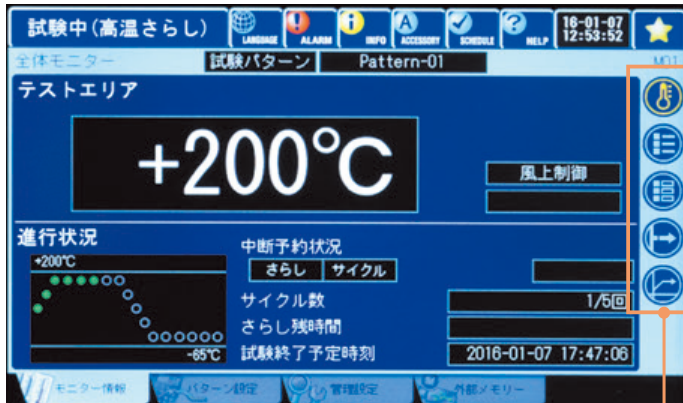 試験中(高温さらし)
LANGUAGE
ALARM
INFO
ACCESSORY
SCHEDULE
HELP
16-01-07
12:53:52
全体モニター
試験パターン
Pattern-01
M01
テストエリア
+200℃
風上制御
進行状況
+200℃
-65℃
中断予約状況
さらし サイクル
サイクル数
1/5回
さらし残時間
試験終了予定時刻
2016-01-07 17:47:06
モニター情報
パターン設定
管理設定
外部メモリー